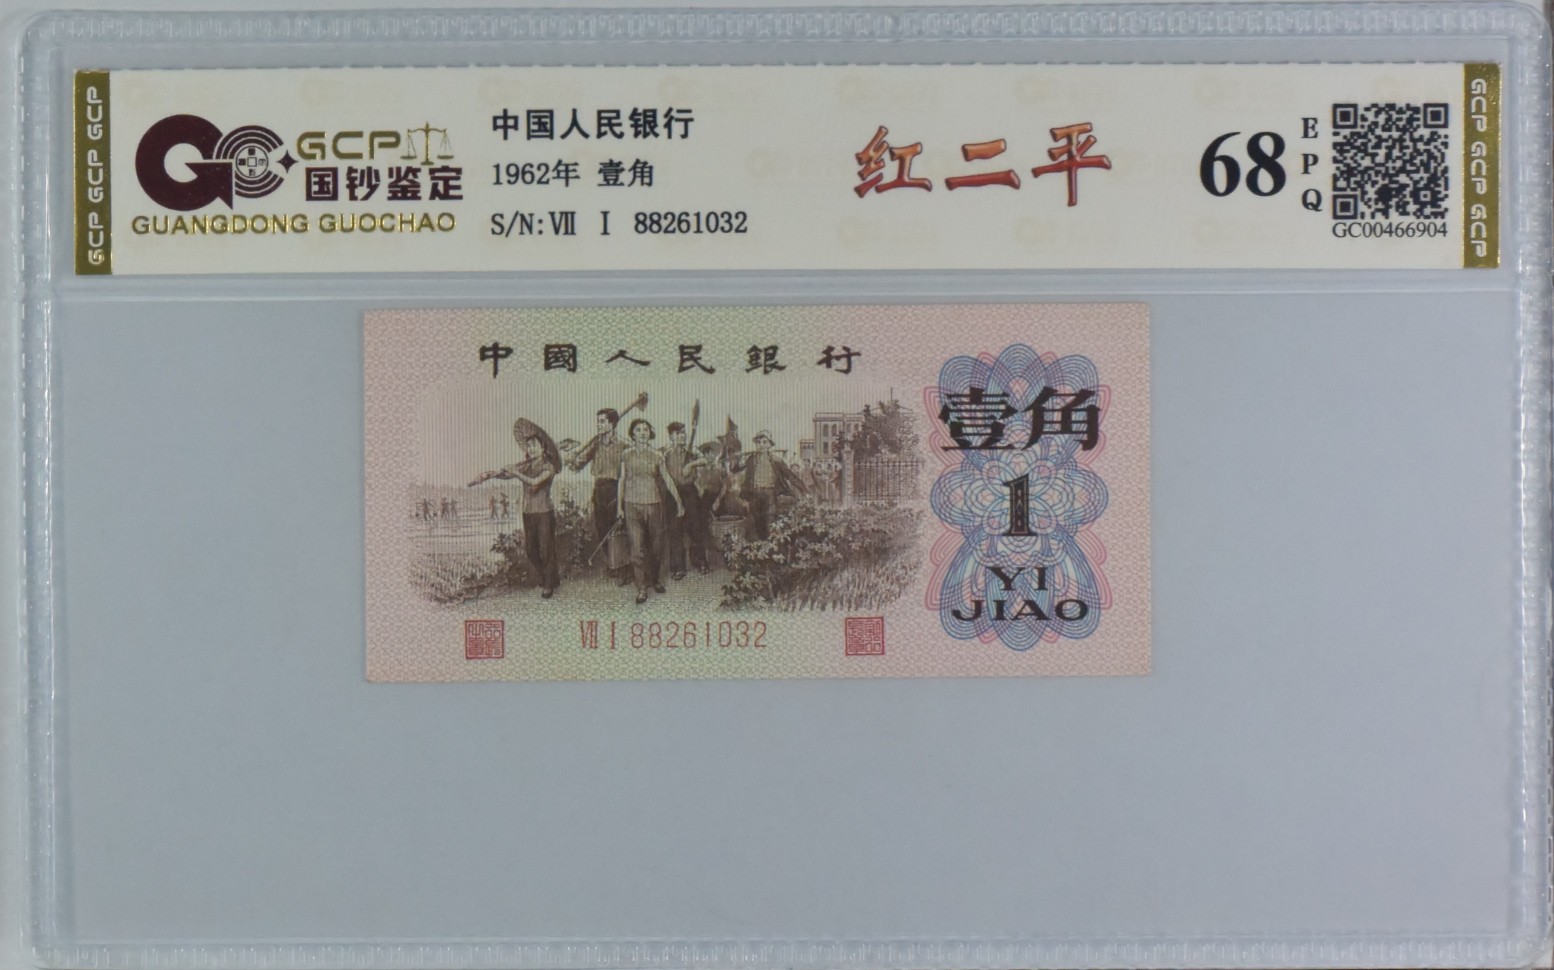 GCP GCP GCP
GCP
国钞鉴定
GUANGDONG GUOCHAO
中国人民银行
1962年 壹角
S/N: Ⅶ Ⅰ 88261032
红二平
68
EPQ
GC00466904
GCP GCP GCP
中國人民銀行
壹角
1
YI
JIAO
Ⅶ Ⅰ 88261032